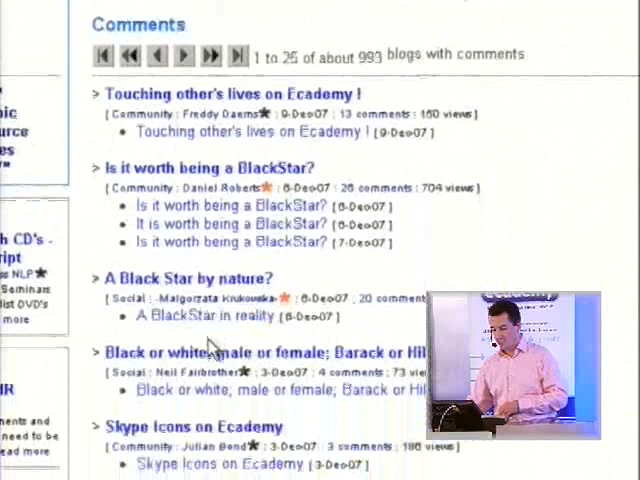 Comments
1 to 25 of about 993 blogs with comments
> Touching other's lives on Ecademy !
[ Community : Freddy Daems★ : 9-Dec-07 : 13 comments : 160 views ]
• Touching other's lives on Ecademy ! [ 9-Dec-07 ]
urce
es
> Is it worth being a BlackStar?
[ Community : Daniel Roberts★ : 6-Dec-07 : 26 comments : 704 views ]
• Is it worth being a BlackStar? [ 6-Dec-07 ]
• It is worth being a BlackStar? [ 6-Dec-07 ]
• Is it worth being a BlackStar? [ 7-Dec-07 ]
h CD's -
ript
ss NLP★
Seminars
list DVD's
more
> A Black Star by nature?
[ Social : -Malgorzata Krukowska-★ : 6-Dec-07 : 20 comment
• A BlackStar in reality [ 6-Dec-07 ]
> Black or white; male or female; Barack or Hil
[ Social : Neil Fairbrother★ : 3-Dec-07 : 4 comments : 73 view
• Black or white; male or female; Barack or Hil
> Skype Icons on Ecademy
[ Community : Julian Bond★ : 3-Dec-07 : 3 comments : 186 views ]
• Skype Icons on Ecademy [ 3-Dec-07 ]
ments and
need to be
ead more